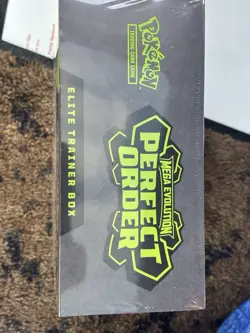 Pokémon
TRADING CARD GAME
MEGA EVOLUTION
PERFECT
ORDER
ELITE TRAINER BOX